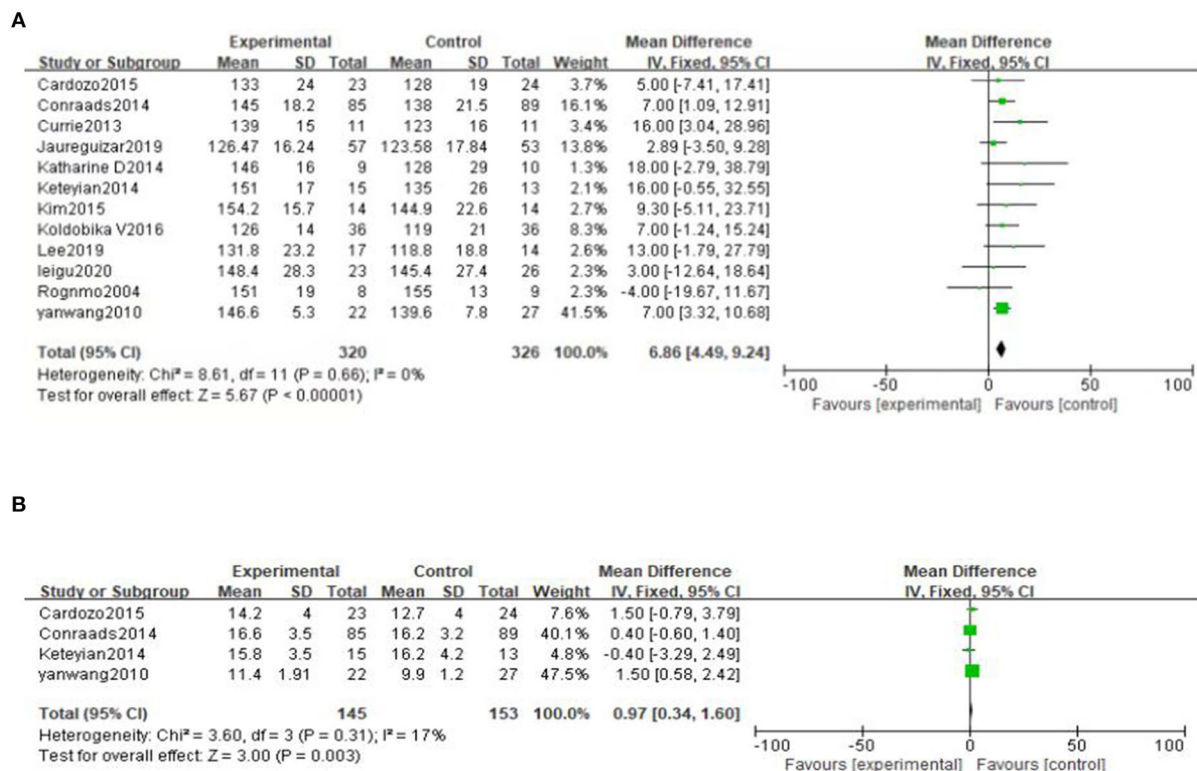 A
Experimental Control Mean Difference Mean Difference
Study or Subgroup Mean SD Total Mean SD Total Weight IV, Fixed, 95% CI IV, Fixed, 95% CI
Cardozo2015 133 24 23 128 19 24 3.7% 5.00 [-7.41, 17.41]
Conraads2014 145 18.2 85 138 21.5 89 16.1% 7.00 [1.09, 12.91]
Currie2013 139 15 11 123 16 11 3.4% 16.00 [3.04, 28.96]
Jaureguizar2019 126.47 16.24 57 123.58 17.84 53 13.8% 2.89 [-3.50, 9.28]
Katharine D2014 146 16 9 128 29 10 1.3% 18.00 [-2.79, 38.79]
Keteyian2014 151 17 15 135 26 13 2.1% 16.00 [-0.55, 32.55]
Kim2015 154.2 15.7 14 144.9 22.6 14 2.7% 9.30 [-5.11, 23.71]
Koldobika V2016 126 14 36 119 21 36 8.3% 7.00 [-1.24, 15.24]
Lee2019 131.8 23.2 17 118.8 18.8 14 2.6% 13.00 [-1.79, 27.79]
leigu2020 148.4 28.3 23 145.4 27.4 26 2.3% 3.00 [-12.64, 18.64]
Rognmo2004 151 19 8 155 13 9 2.3% -4.00 [-19.67, 11.67]
yanwang2010 146.6 5.3 22 139.6 7.8 27 41.5% 7.00 [3.32, 10.68]
Total (95% CI) 320 326 100.0% 6.86 [4.49, 9.24]
Heterogeneity: Chi² = 8.61, df = 11 (P = 0.66); I² = 0%
Test for overall effect: Z = 5.67 (P < 0.00001)
-100 -50 0 50 100
Favours [experimental] Favours [control]
B
Experimental Control Mean Difference Mean Difference
Study or Subgroup Mean SD Total Mean SD Total Weight IV, Fixed, 95% CI IV, Fixed, 95% CI
Cardozo2015 14.2 4 23 12.7 4 24 7.6% 1.50 [-0.79, 3.79]
Conraads2014 16.6 3.5 85 16.2 3.2 89 40.1% 0.40 [-0.60, 1.40]
Keteyian2014 15.8 3.5 15 16.2 4.2 13 4.8% -0.40 [-3.29, 2.49]
yanwang2010 11.4 1.91 22 9.9 1.2 27 47.5% 1.50 [0.58, 2.42]
Total (95% CI) 145 153 100.0% 0.97 [0.34, 1.60]
Heterogeneity: Chi² = 3.60, df = 3 (P = 0.31); I² = 17%
Test for overall effect: Z = 3.00 (P = 0.003)
-100 -50 0 50 100
Favours [experimental] Favours [control]